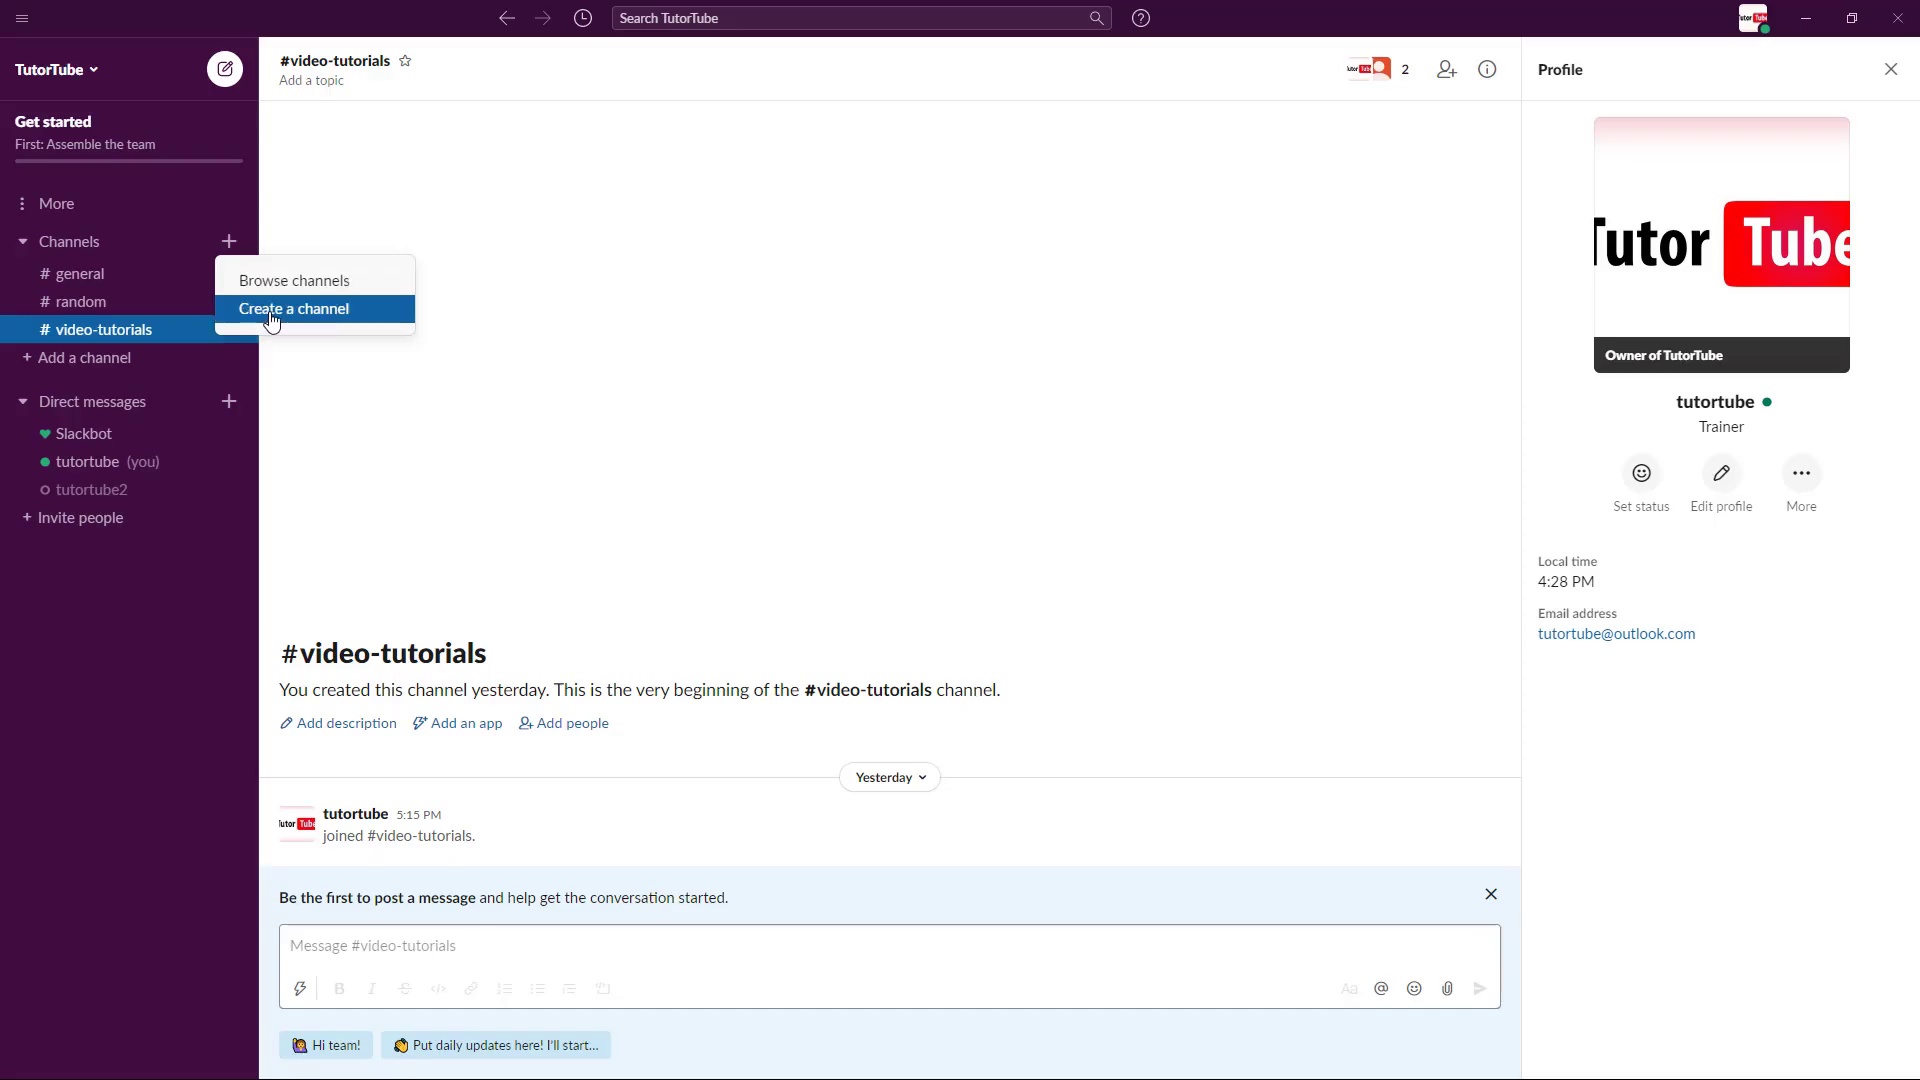 Search TutorTube
TutorTube
#video-tutorials
Add a topic
2
Profile
Get started
First: Assemble the team
More
Channels
# general
# random
# video-tutorials
+ Add a channel
Browse channels
Create a channel
Direct messages
Slackbot
tutortube (you)
tutortube2
+ Invite people
Tutor Tube
Owner of TutorTube
tutortube
Trainer
Set status
Edit profile
More
Local time
4:28 PM
Email address
tutortube@outlook.com
#video-tutorials
You created this channel yesterday. This is the very beginning of the #video-tutorials channel.
Add description
Add an app
Add people
Yesterday
tutortube 5:15 PM
joined #video-tutorials.
Be the first to post a message and help get the conversation started.
Message #video-tutorials
B I S </>
Aa @
Hi team!
Put daily updates here! I'll start...